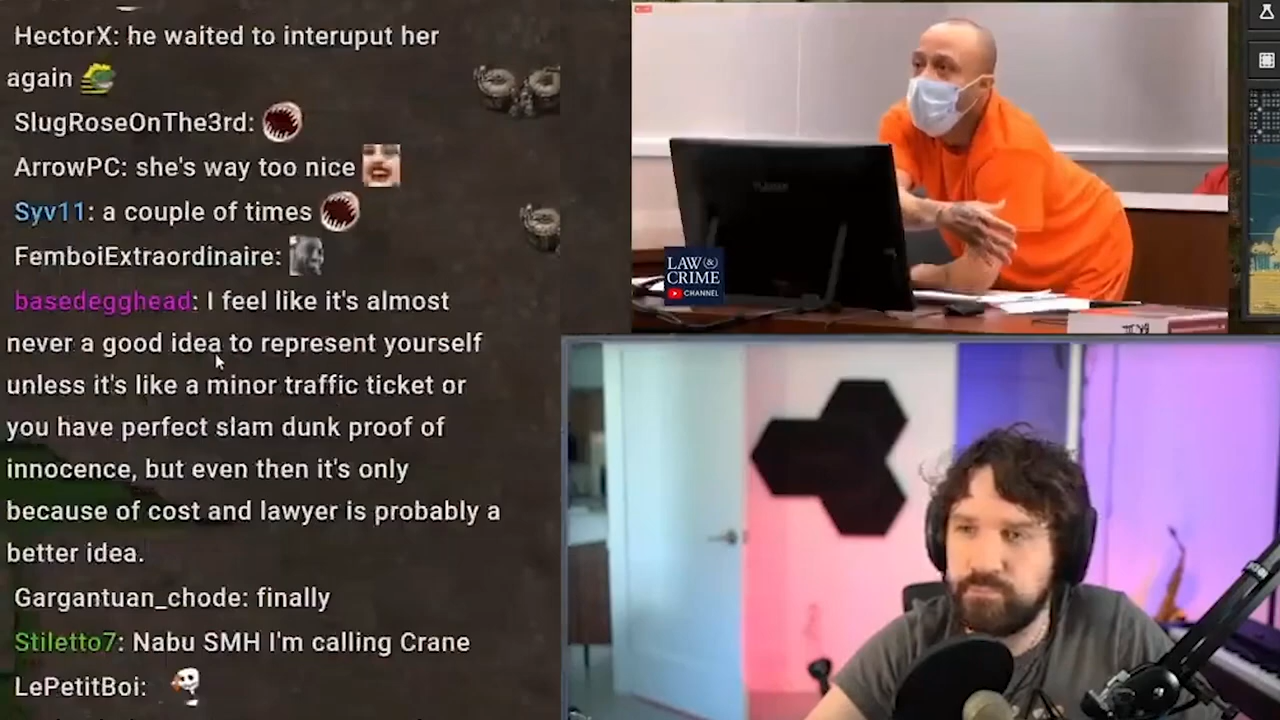 HectorX: he waited to interuput her
again
SlugRoseOnThe3rd:
ArrowPC: she's way too nice
Syv11: a couple of times
FemboiExtraordinaire:
basedegghead: I feel like it's almost
never a good idea to represent yourself
unless it's like a minor traffic ticket or
you have perfect slam dunk proof of
innocence, but even then it's only
because of cost and lawyer is probably a
better idea.
Gargantuan_chode: finally
Stiletto7: Nabu SMH I'm calling Crane
LePetitBoi:
LAW &
CRIME
CHANNEL